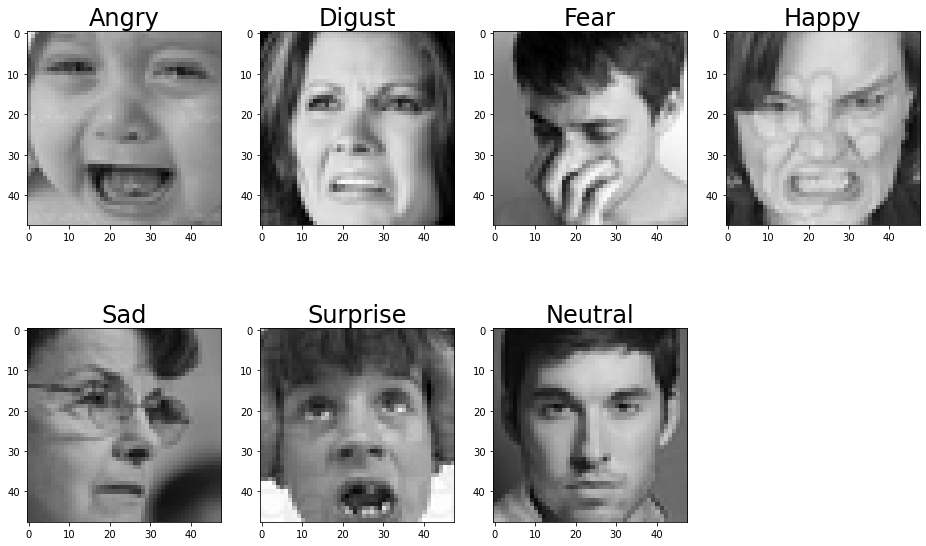 Angry Digust Fear Happy
0 0 0 0
10 10 10 10
20 20 20 20
30 30 30 30
40 40 40 40
0 10 20 30 40 0 10 20 30 40 0 10 20 30 40 0 10 20 30 40
Sad Surprise Neutral
0 0 0
10 10 10
20 20 20
30 30 30
40 40 40
0 10 20 30 40 0 10 20 30 40 0 10 20 30 40